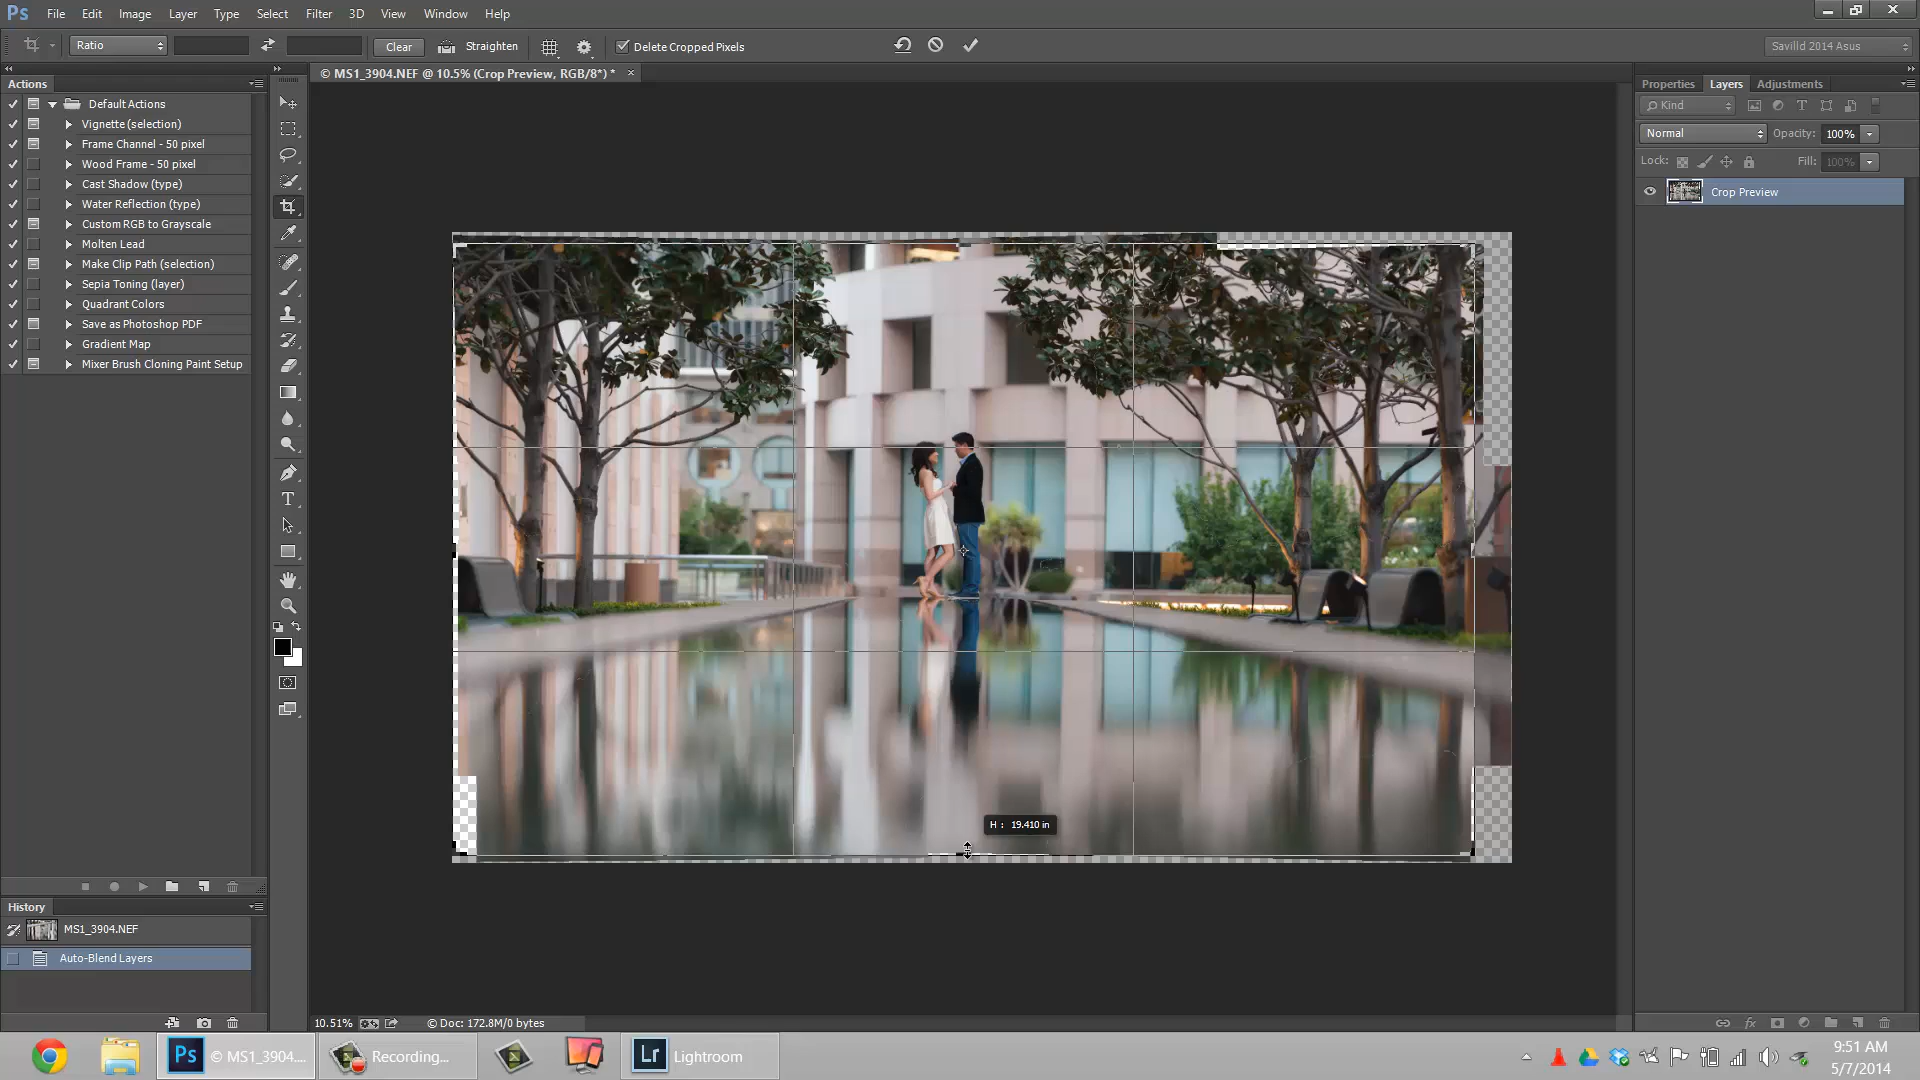 Ps File Edit Image Layer Type Select Filter 3D View Window Help
Ratio Clear Straighten Delete Cropped Pixels Savilld 2014 Asus
Actions
© MS1_3904.NEF @ 10.5% (Crop Preview, RGB/8*) *
Default Actions
Vignette (selection)
Frame Channel - 50 pixel
Wood Frame - 50 pixel
Cast Shadow (type)
Water Reflection (type)
Custom RGB to Grayscale
Molten Lead
Make Clip Path (selection)
Sepia Toning (layer)
Quadrant Colors
Save as Photoshop PDF
Gradient Map
Mixer Brush Cloning Paint Setup
History
MS1_3904.NEF
Auto-Blend Layers
H : 19.410 in
10.51% © Doc: 172.8M/0 bytes
Properties Layers Adjustments
Kind
Normal Opacity: 100%
Lock: Fill: 100%
Crop Preview
Ps © MS1_3904.... Recording... Lr Lightroom
9:51 AM
5/7/2014